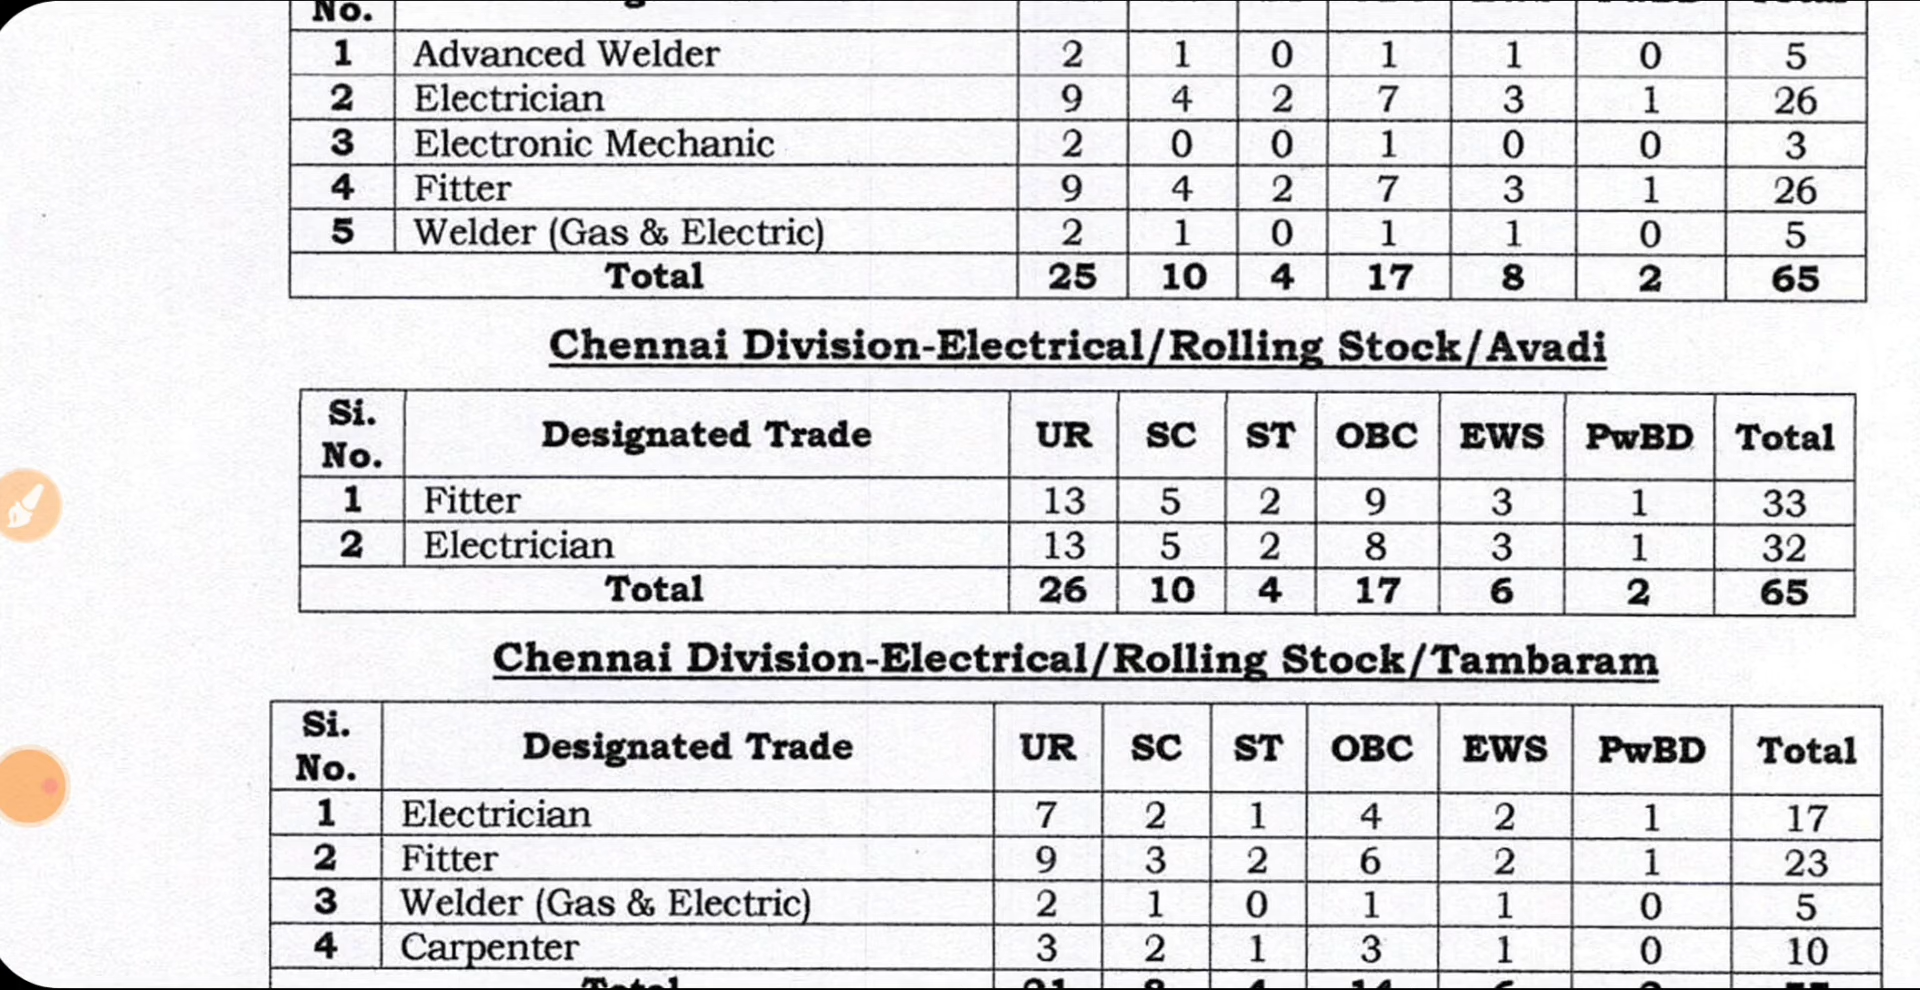 No.
1 Advanced Welder 2 1 0 1 1 0 5
2 Electrician 9 4 2 7 3 1 26
3 Electronic Mechanic 2 0 0 1 0 0 3
4 Fitter 9 4 2 7 3 1 26
5 Welder (Gas & Electric) 2 1 0 1 1 0 5
Total 25 10 4 17 8 2 65
Chennai Division-Electrical/Rolling Stock/Avadi
Si. No. Designated Trade UR SC ST OBC EWS PwBD Total
1 Fitter 13 5 2 9 3 1 33
2 Electrician 13 5 2 8 3 1 32
Total 26 10 4 17 6 2 65
Chennai Division-Electrical/Rolling Stock/Tambaram
Si. No. Designated Trade UR SC ST OBC EWS PwBD Total
1 Electrician 7 2 1 4 2 1 17
2 Fitter 9 3 2 6 2 1 23
3 Welder (Gas & Electric) 2 1 0 1 1 0 5
4 Carpenter 3 2 1 3 1 0 10
Total